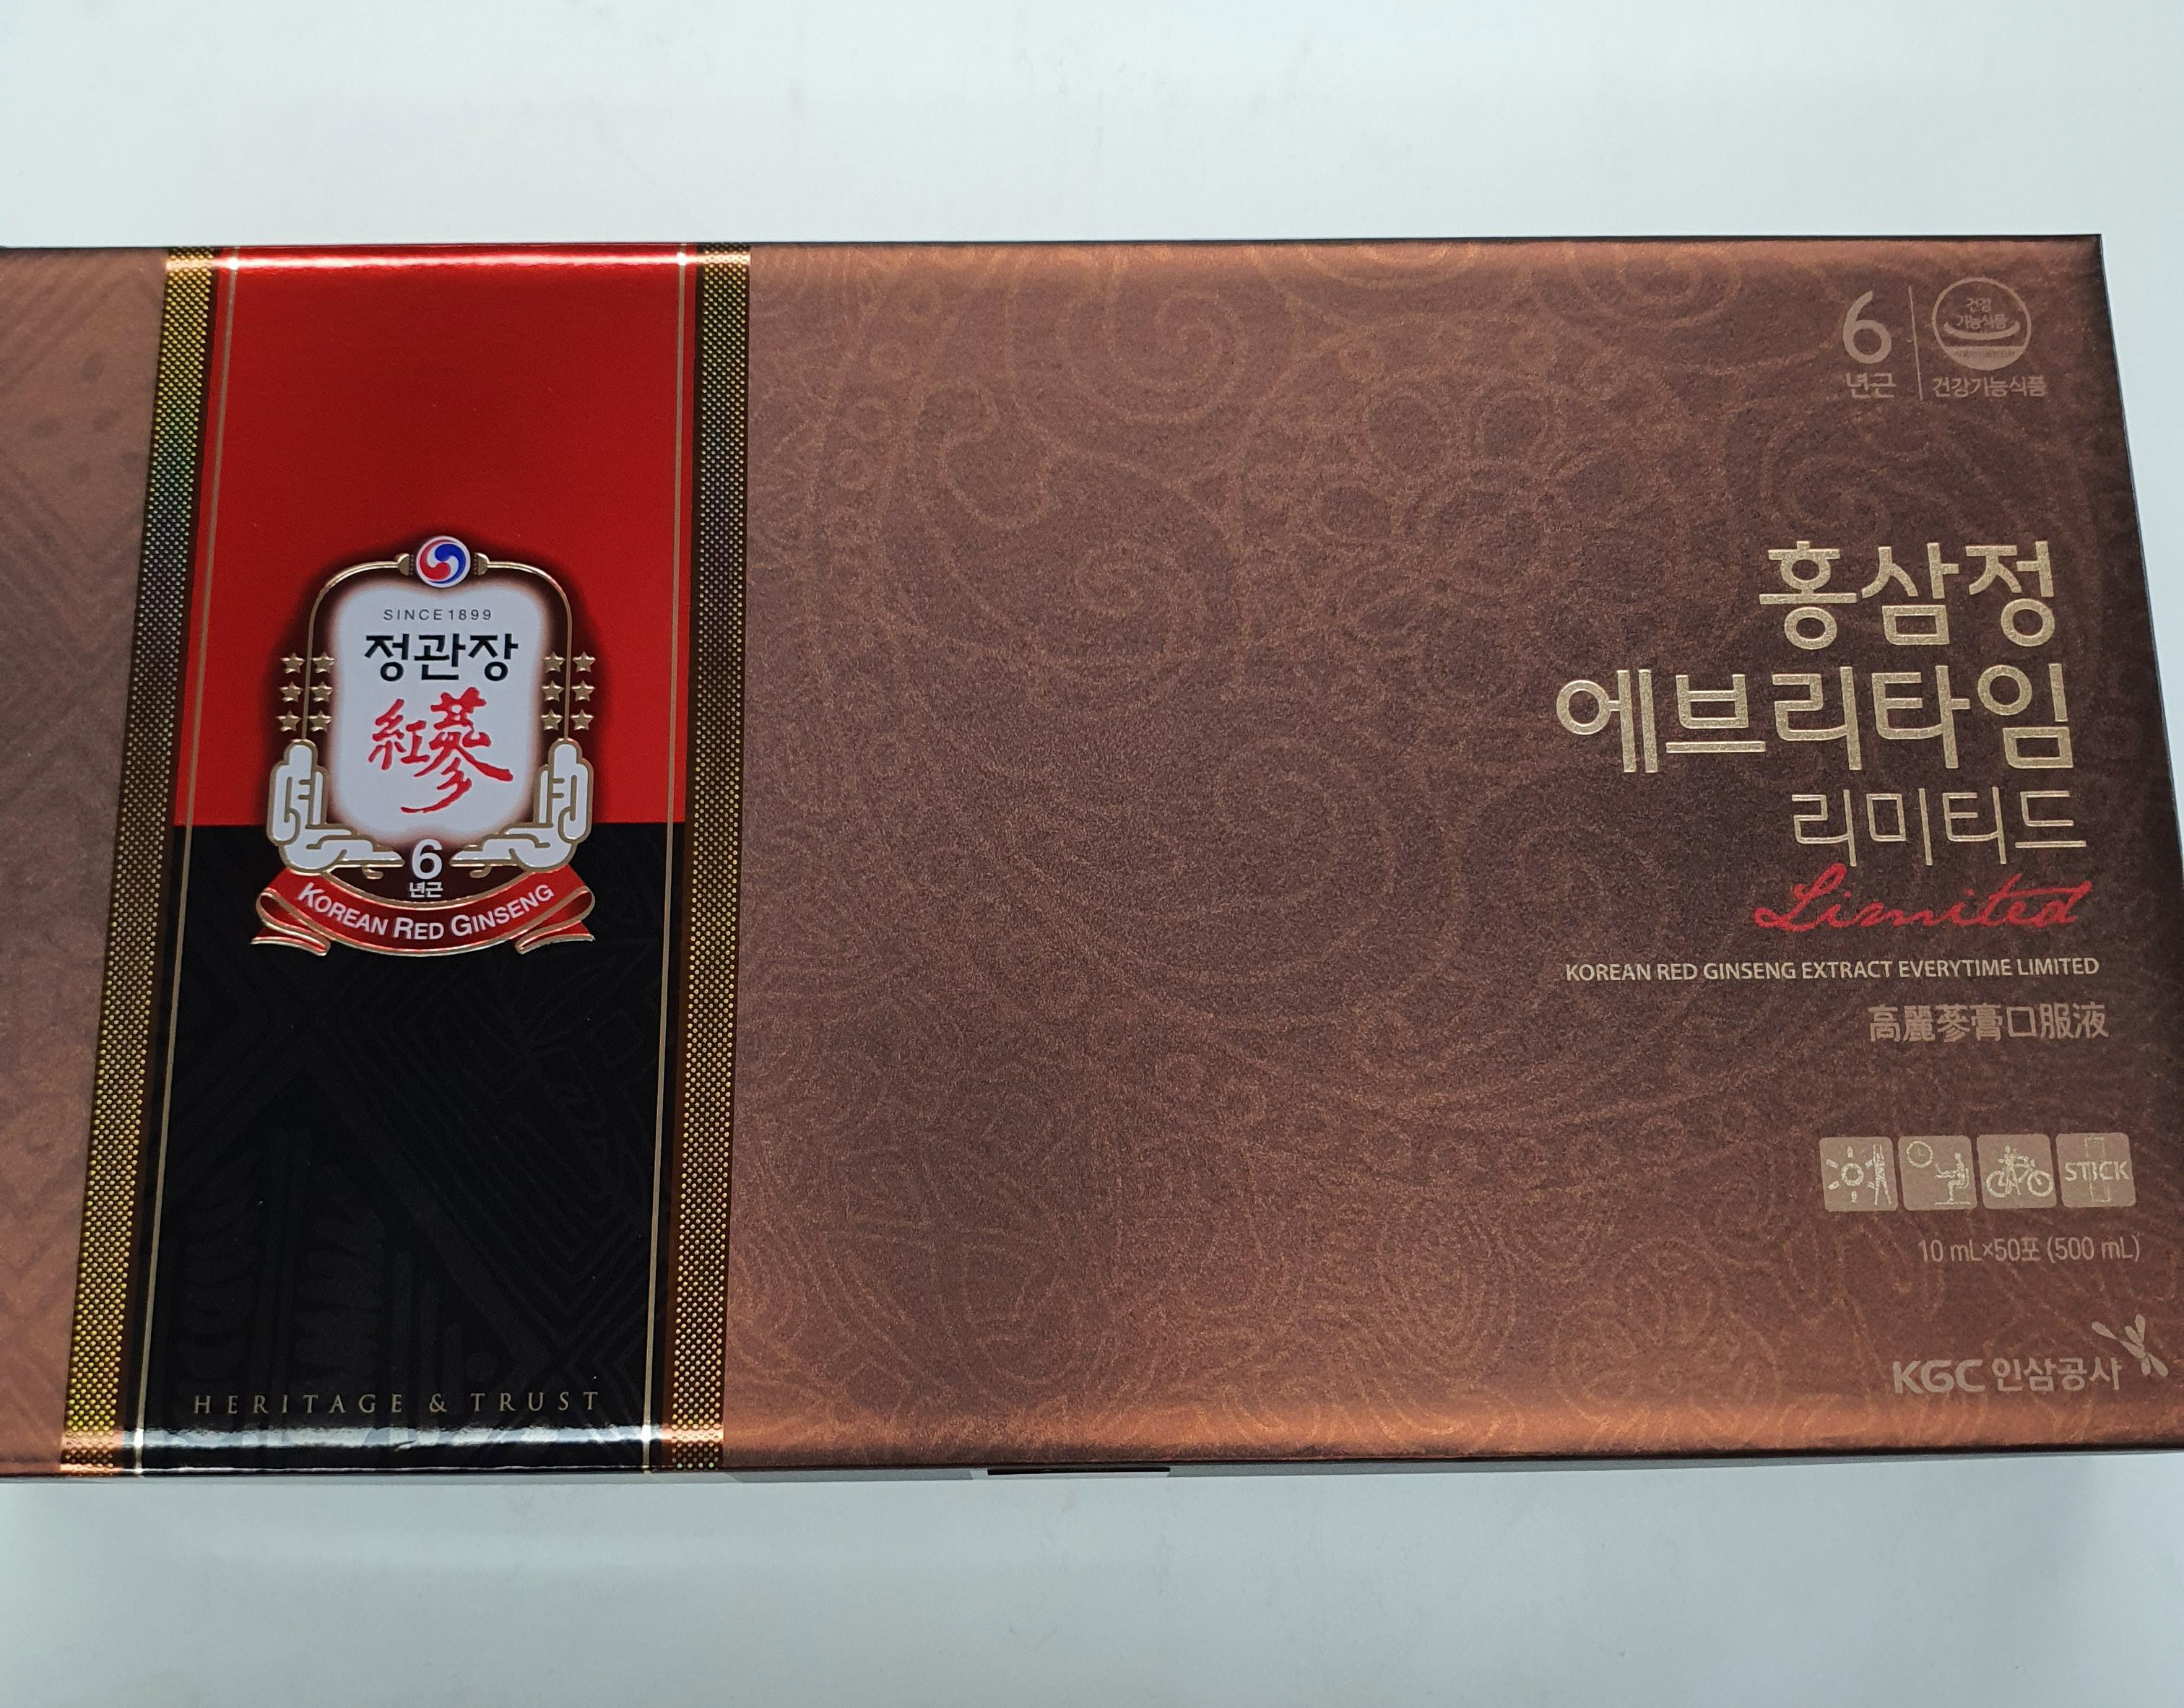 SINCE1899
정관장
紅蔘
6
년근
KOREAN RED GINSENG
HERITAGE & TRUST
6
년근
건강
기능식품
건강기능식품
홍삼정
에브리타임
리미티드
Limited
KOREAN RED GINSENG EXTRACT EVERYTIME LIMITED
高麗蔘膏口服液
STICK
10 mL×50포 (500 mL)
KGC 인삼공사